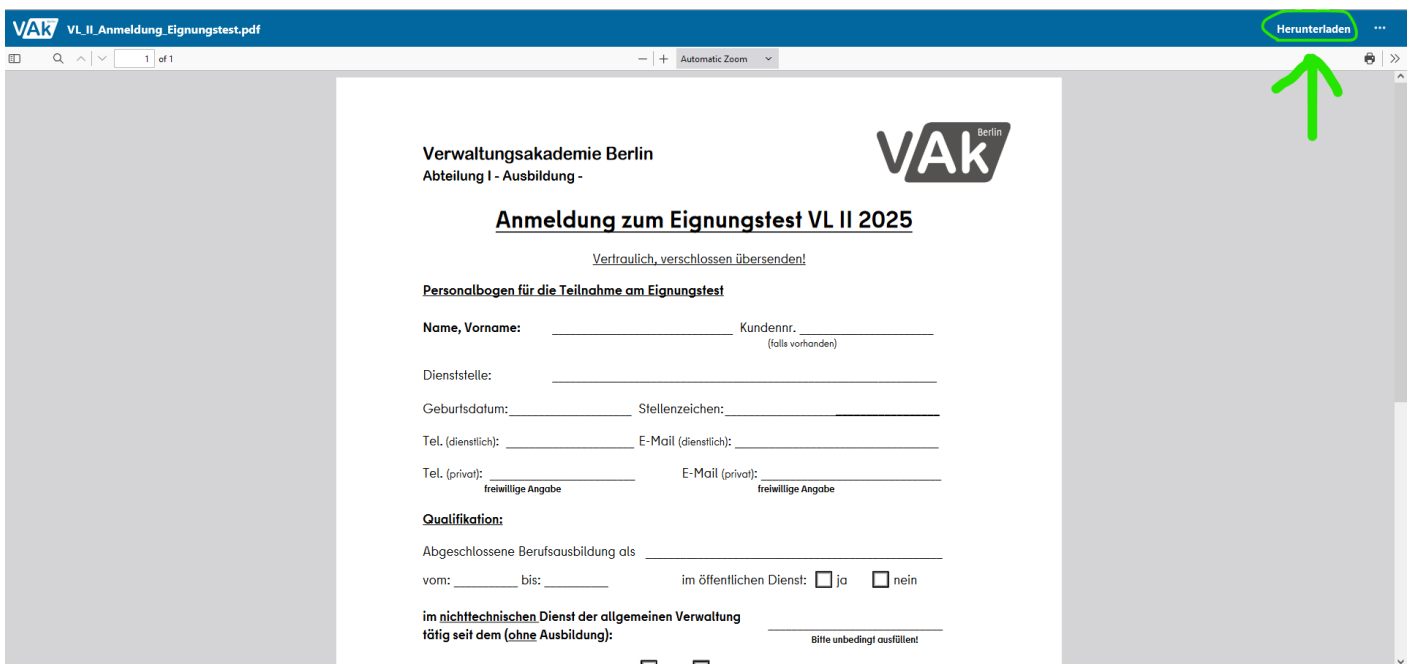 VAk Berlin VL_II_Anmeldung_Eignungstest.pdf Herunterladen ...
1 of 1 Automatic Zoom
VAk Berlin
Verwaltungsakademie Berlin
Abteilung I - Ausbildung -
Anmeldung zum Eignungstest VL II 2025
Vertraulich, verschlossen übersenden!
Personalbogen für die Teilnahme am Eignungstest
Name, Vorname: Kundennr.
(falls vorhanden)
Dienststelle:
Geburtsdatum: Stellenzeichen:
Tel. (dienstlich): E-Mail (dienstlich):
Tel. (privat): E-Mail (privat):
freiwillige Angabe freiwillige Angabe
Qualifikation:
Abgeschlossene Berufsausbildung als
vom: bis: im öffentlichen Dienst: ja nein
im nichttechnischen Dienst der allgemeinen Verwaltung
tätig seit dem (ohne Ausbildung):
Bitte unbedingt ausfüllen!